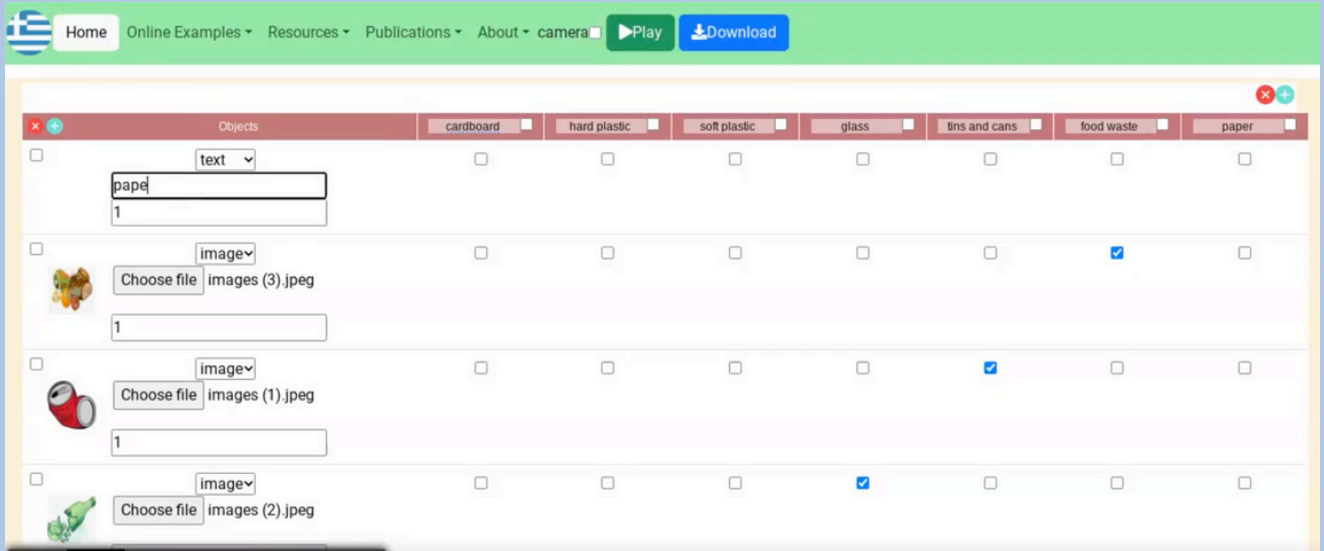 Home Online Examples Resources Publications About camera Play Download
Objects cardboard hard plastic soft plastic glass tins and cans food waste paper
text
pape
1
image
Choose file images (3).jpeg
1
image
Choose file images (1).jpeg
1
image
Choose file images (2).jpeg